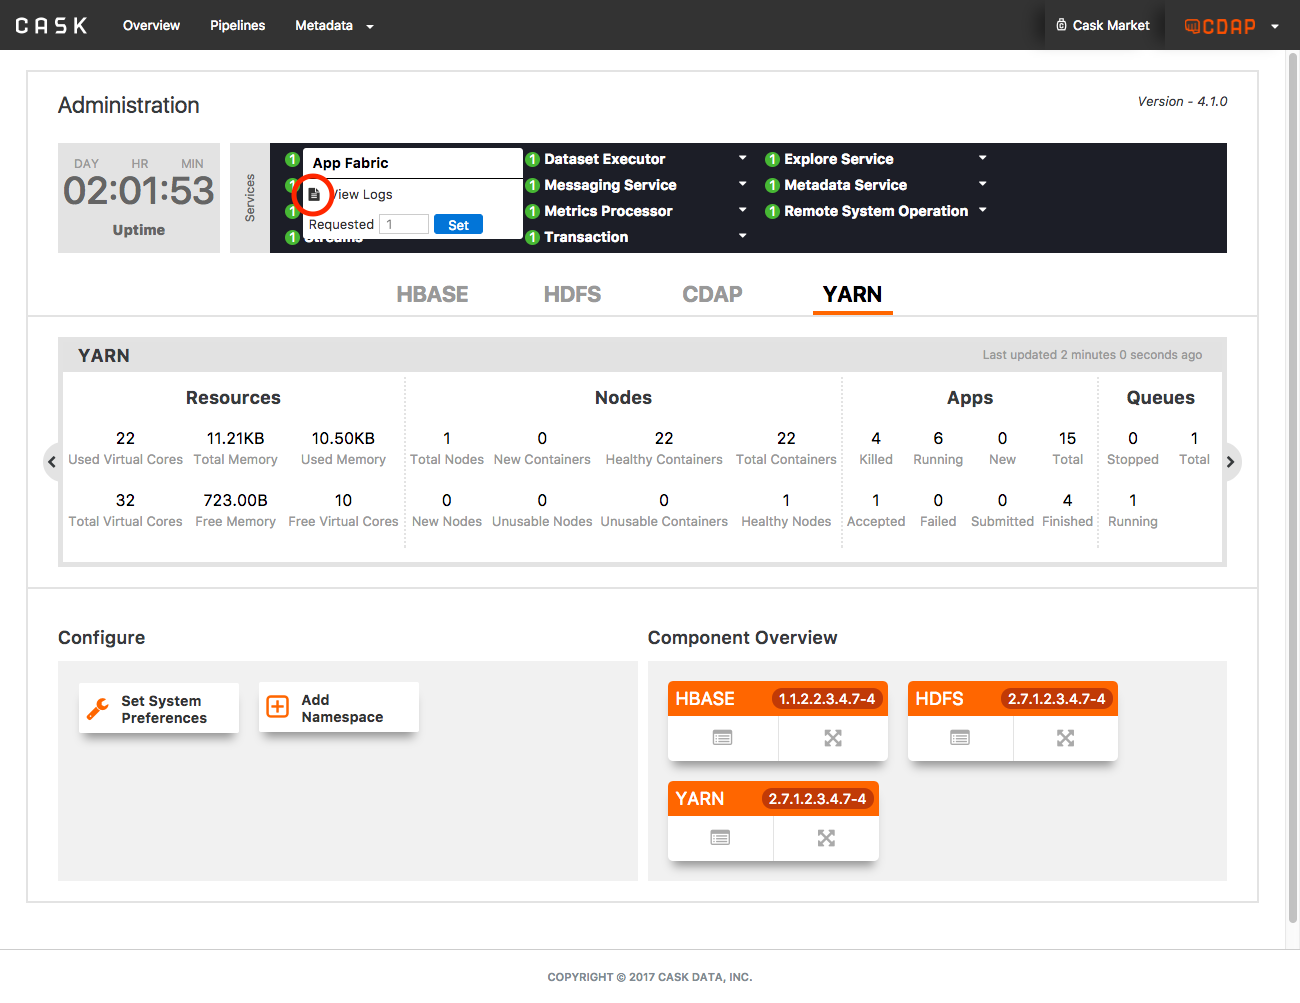 CASK
Overview
Pipelines
Metadata
Cask Market
CDAP
Administration
Version - 4.1.0
DAY HR MIN
02:01:53
Uptime
Services
1 App Fabric
1 View Logs
1 Requested 1 Set
1 Streams
1 Dataset Executor
1 Messaging Service
1 Metrics Processor
1 Transaction
1 Explore Service
1 Metadata Service
1 Remote System Operation
HBASE
HDFS
CDAP
YARN
YARN
Last updated 2 minutes 0 seconds ago
Resources
22 11.21KB 10.50KB
Used Virtual Cores Total Memory Used Memory
32 723.00B 10
Total Virtual Cores Free Memory Free Virtual Cores
Nodes
1 0 22 22
Total Nodes New Containers Healthy Containers Total Containers
0 0 0 1
New Nodes Unusable Nodes Unusable Containers Healthy Nodes
Apps
4 6 0 15
Killed Running New Total
1 0 0 4
Accepted Failed Submitted Finished
Queues
0 1
Stopped Total
1
Running
Configure
Set System
Preferences
Add
Namespace
Component Overview
HBASE 1.1.2.2.3.4.7-4
HDFS 2.7.1.2.3.4.7-4
YARN 2.7.1.2.3.4.7-4
COPYRIGHT © 2017 CASK DATA, INC.